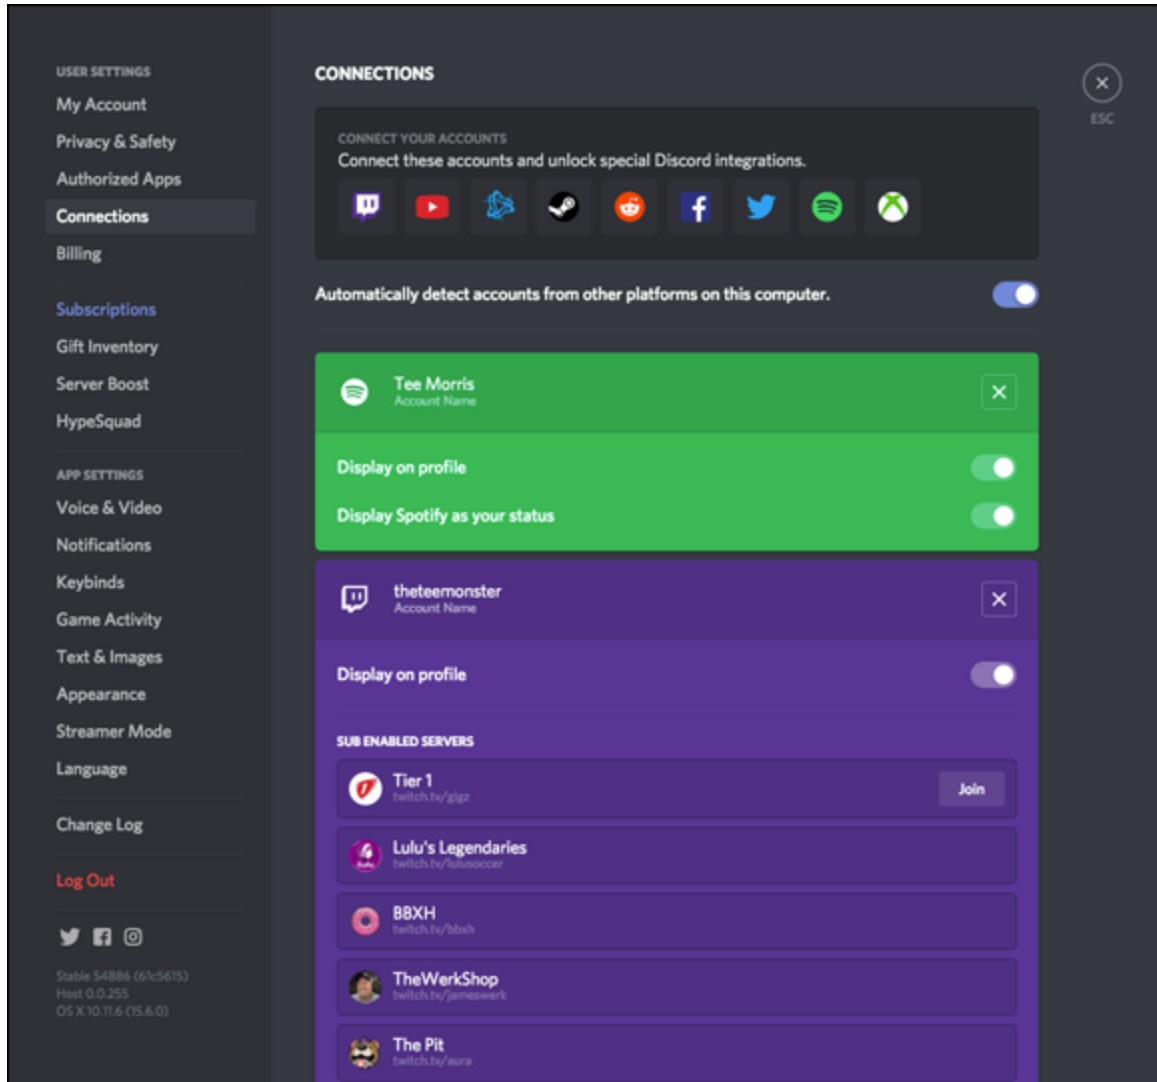 USER SETTINGS
My Account
Privacy & Safety
Authorized Apps
Connections
Billing
Subscriptions
Gift Inventory
Server Boost
HypeSquad
APP SETTINGS
Voice & Video
Notifications
Keybinds
Game Activity
Text & Images
Appearance
Streamer Mode
Language
Change Log
Log Out
Stable 54886 (61c5615)
Host 0.0.255
OS X 10.11.6 (15.6.0)
CONNECTIONS
ESC
CONNECT YOUR ACCOUNTS
Connect these accounts and unlock special Discord integrations.
Automatically detect accounts from other platforms on this computer.
Tee Morris
Account Name
Display on profile
Display Spotify as your status
theteemonster
Account Name
Display on profile
SUB ENABLED SERVERS
Tier 1
twitch.tv/gigz
Join
Lulu's Legendaries
twitch.tv/lulusoccer
BBXH
twitch.tv/bbxh
TheWerkShop
twitch.tv/jameswerk
The Pit
twitch.tv/aura